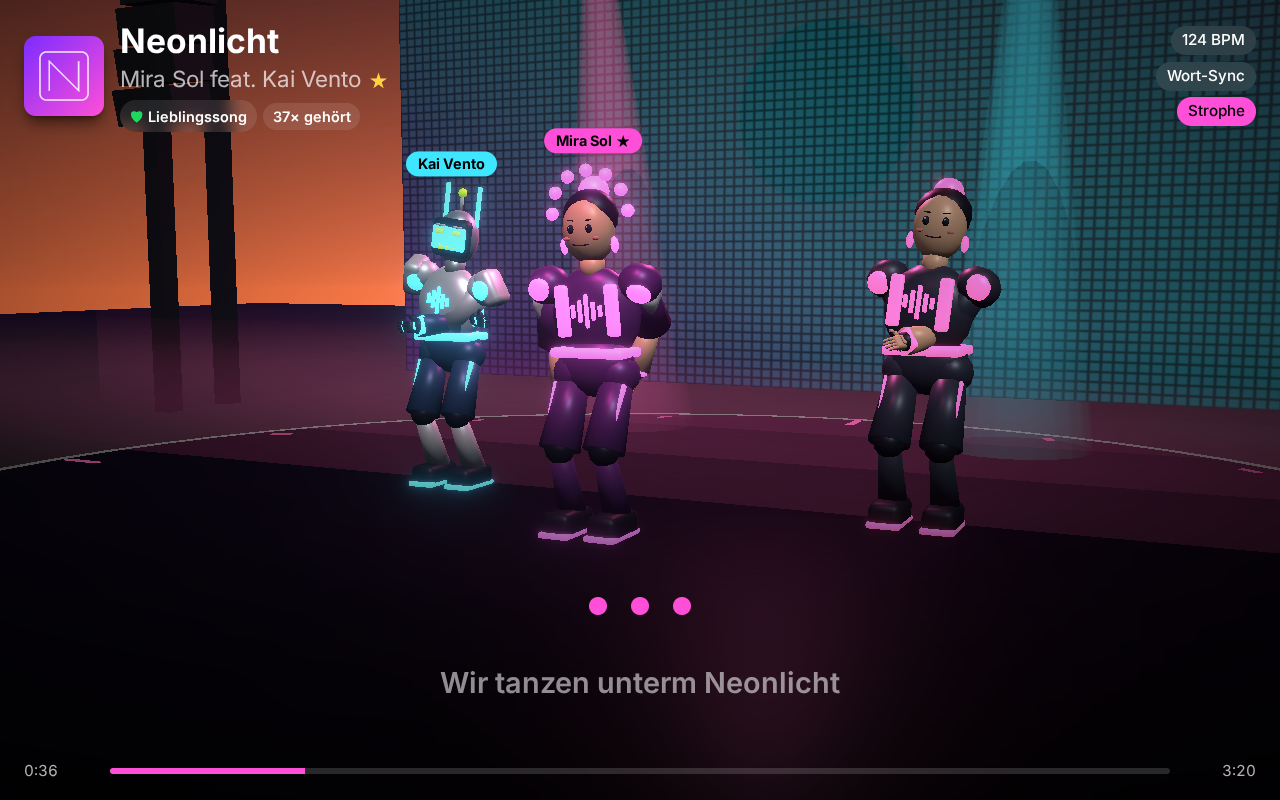 Neonlicht
Mira Sol feat. Kai Vento ★
Lieblingssong
37× gehört
124 BPM
Wort-Sync
Strophe
N
Kai Vento
Mira Sol ★
Wir tanzen unterm Neonlicht
0:36
3:20